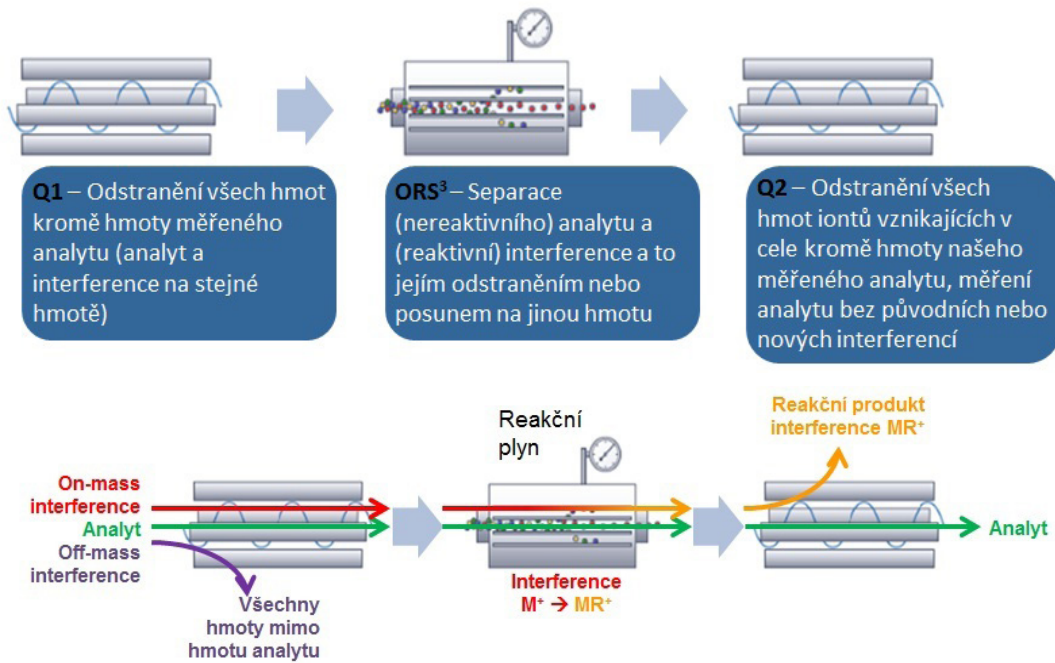 Q1 – Odstranění všech hmot
kromě hmoty měřeného
analytu (analyt a
interference na stejné
hmotě)
ORS³ – Separace
(nereaktivního) analytu a
(reaktivní) interference a to
jejím odstraněním nebo
posunem na jinou hmotu
Q2 – Odstranění všech
hmot iontů vznikajících v
cele kromě hmoty našeho
měřeného analytu, měření
analytu bez původních nebo
nových interferencí
On-mass
interference
Analyt
Off-mass
interference
Všechny
hmoty mimo
hmotu analytu
Reakční
plyn
Interference
M⁺ → MR⁺
Reakční produkt
interference MR⁺
Analyt